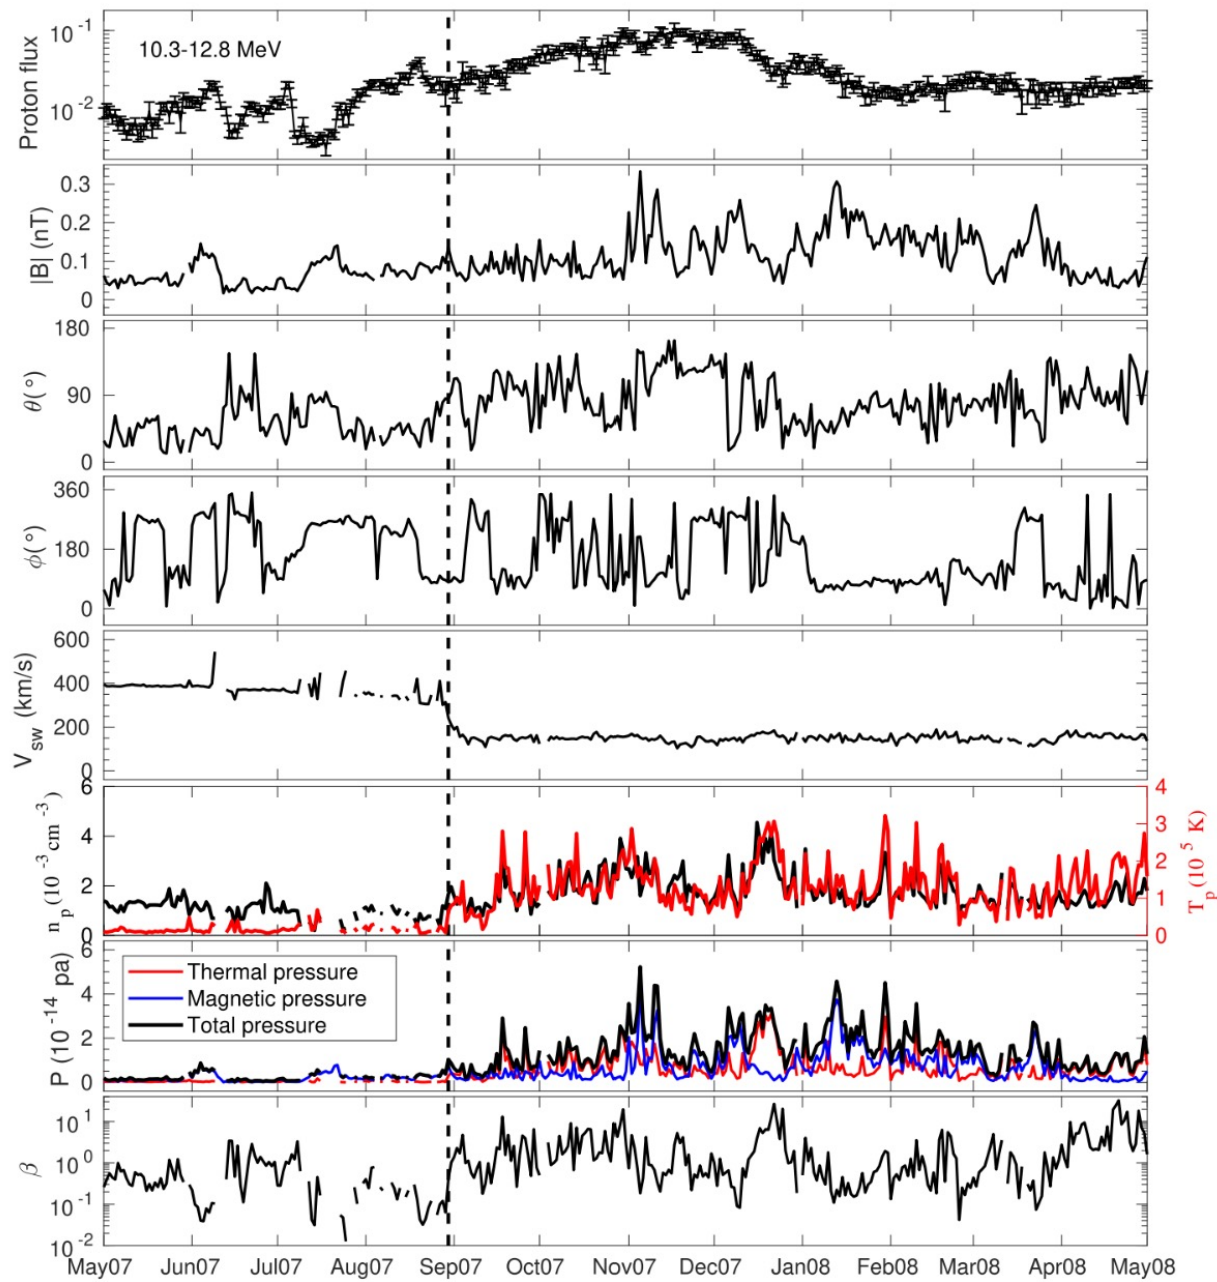 Proton flux
10⁻¹
10⁻²
10.3-12.8 MeV
|B| (nT)
0.3
0.2
0.1
0
θ(°)
180
90
0
ϕ(°)
360
180
0
V_sw (km/s)
600
400
200
0
n_p (10⁻³ cm⁻³)
6
4
2
0
T_p (10⁵ K)
4
3
2
1
0
P (10⁻¹⁴ pa)
6
4
2
0
Thermal pressure
Magnetic pressure
Total pressure
β
10¹
10⁰
10⁻¹
10⁻²
May07 Jun07 Jul07 Aug07 Sep07 Oct07 Nov07 Dec07 Jan08 Feb08 Mar08 Apr08 May08